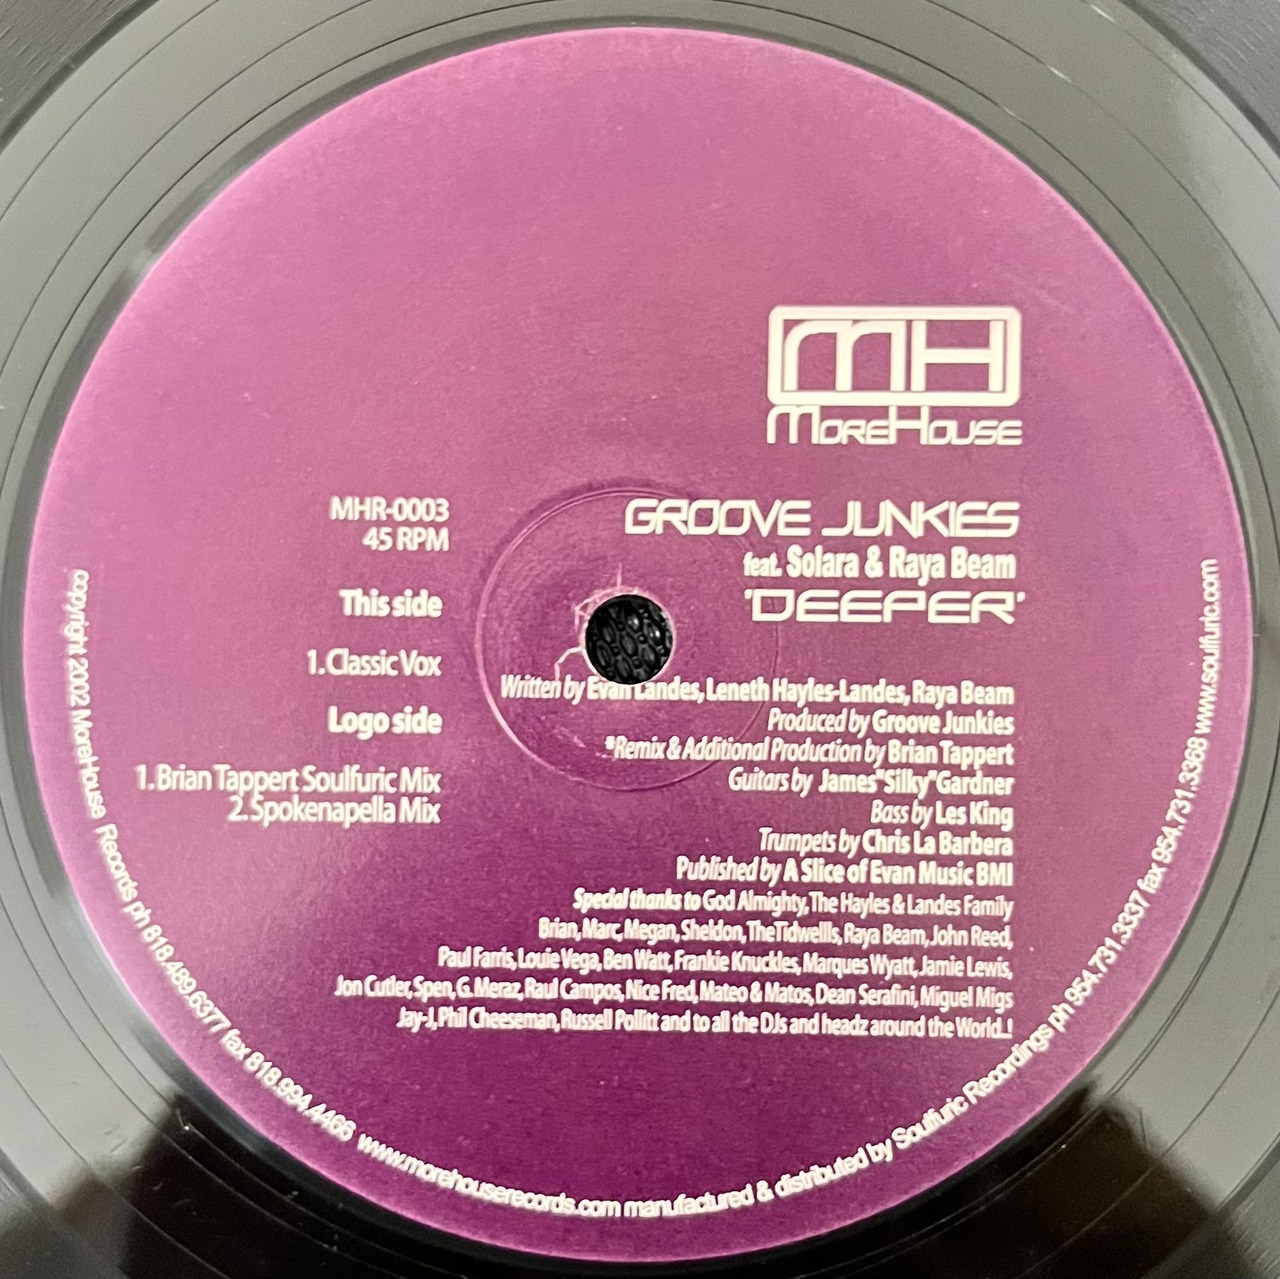 MH
MOREHOUSE
MHR-0003
45 RPM
This side
1. Classic Vox
Logo side
1. Brian Tappert Soulfuric Mix
2. Spokenapella Mix
GROOVE JUNKIES
feat. Solara & Raya Beam
'DEEPER'
Written by Evan Landes, Leneth Hayles-Landes, Raya Beam
Produced by Groove Junkies
*Remix & Additional Production by Brian Tappert
Guitars by James "Silky" Gardner
Bass by Les King
Trumpets by Chris La Barbera
Published by A Slice of Evan Music BMI
Special thanks to God Almighty, The Hayles & Landes Family
Brian, Marc, Megan, Sheldon, TheTidwellls, Raya Beam, John Reed,
Paul Farris, Louie Vega, Ben Watt, Frankie Knuckles, Marques Wyatt, Jamie Lewis,
Jon Cutler, Spen, G. Meraz, Raul Campos, Nice Fred, Mateo & Matos, Dean Serafini, Miguel Migs
Jay-J, Phil Cheeseman, Russell Pollitt and to all the DJs and headz around the World..!
copyright 2002 MoreHouse Records ph 818.489.6377 fax 818.994.4466 www.morehouserecords.com manufactured & distributed by Soulfuric Recordings ph 954.731.3337 fax 954.731.3368 www.soulfuric.com